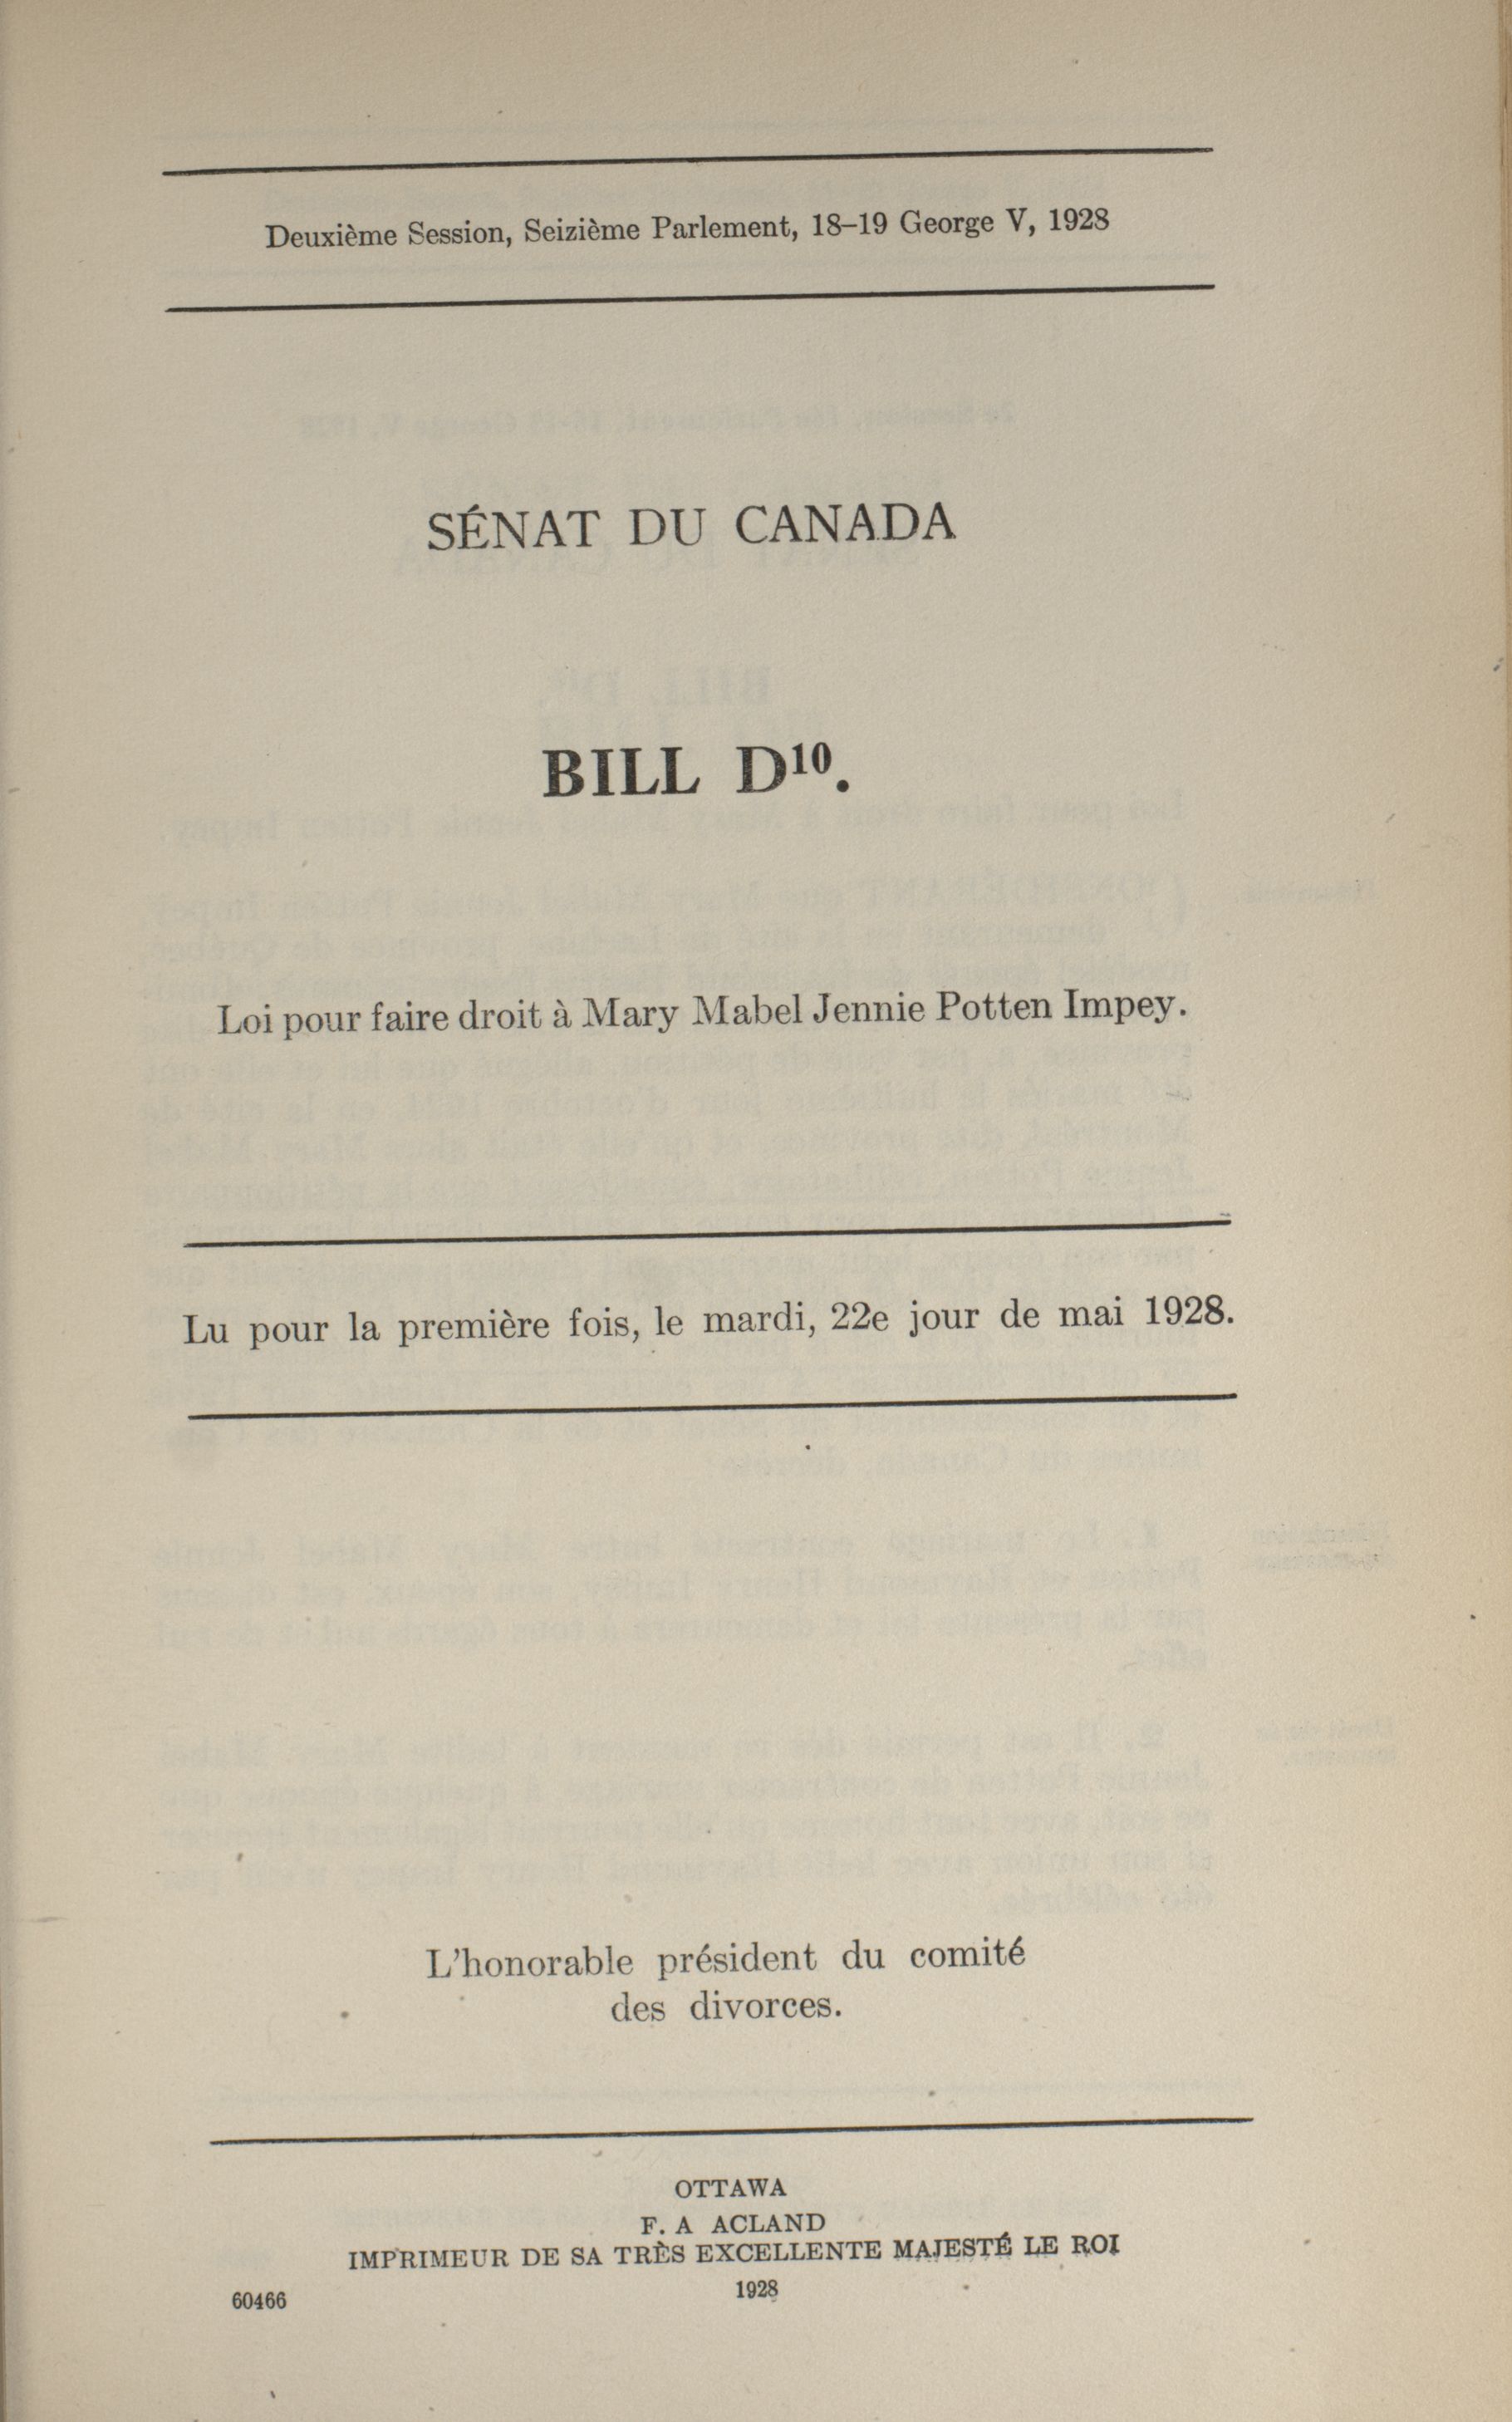 Deuxième Session, Seizième Parlement, 18–19 George V, 1928
SÉNAT DU CANADA
BILL D¹⁰.
Loi pour faire droit à Mary Mabel Jennie Potten Impey.
Lu pour la première fois, le mardi, 22e jour de mai 1928.
L'honorable président du comité
des divorces.
OTTAWA
F. A ACLAND
IMPRIMEUR DE SA TRÈS EXCELLENTE MAJESTÉ LE ROI
1928
60466